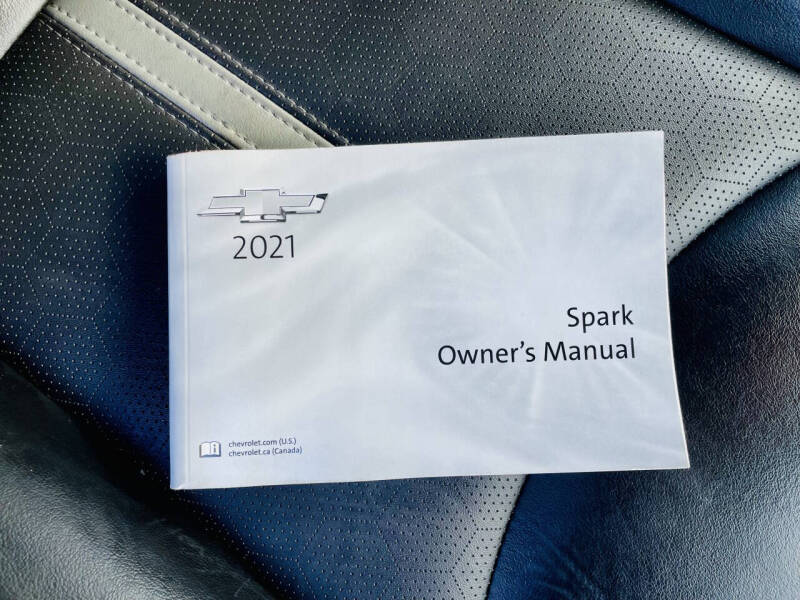 2021
Spark
Owner's Manual
chevrolet.com (U.S.)
chevrolet.ca (Canada)